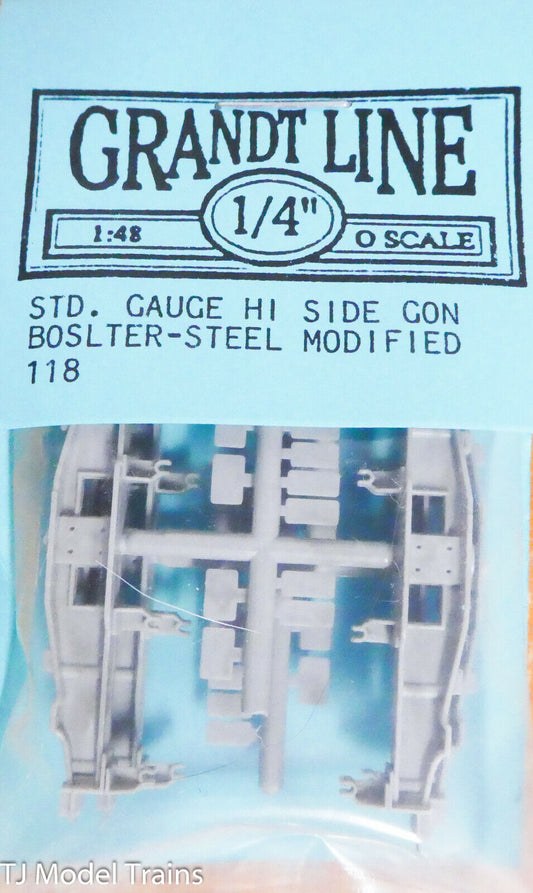 GRANDT LINE
1/4"
1:48
O SCALE
STD. GAUGE HI SIDE GON
BOSLTER-STEEL MODIFIED
118
TJ Model Trains